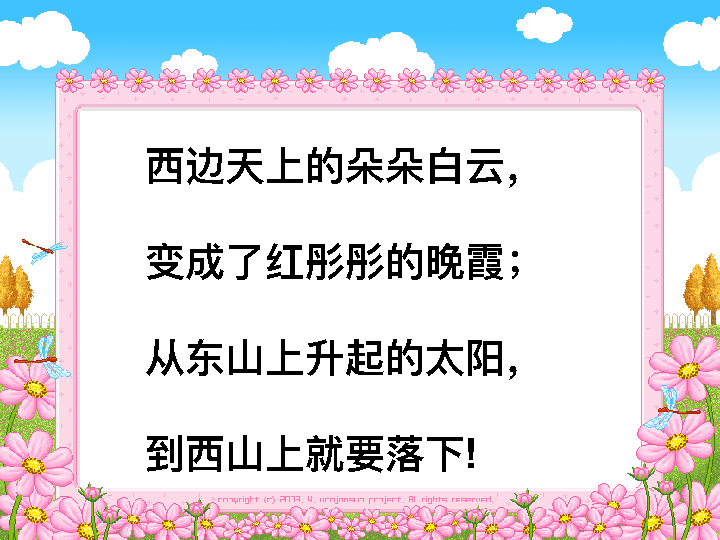 西边天上的朵朵白云，
变成了红彤彤的晚霞；
从东山上升起的太阳，
到西山上就要落下!